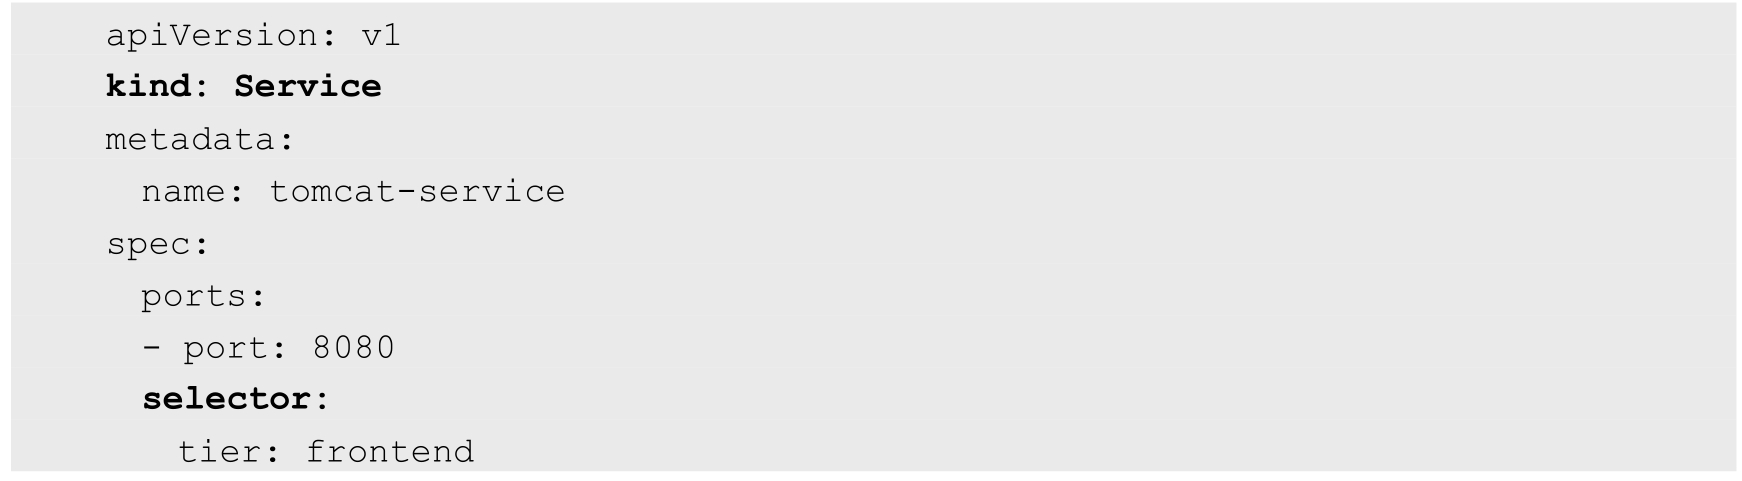 apiVersion: v1
kind: Service
metadata:
  name: tomcat-service
spec:
  ports:
  - port: 8080
  selector:
    tier: frontend